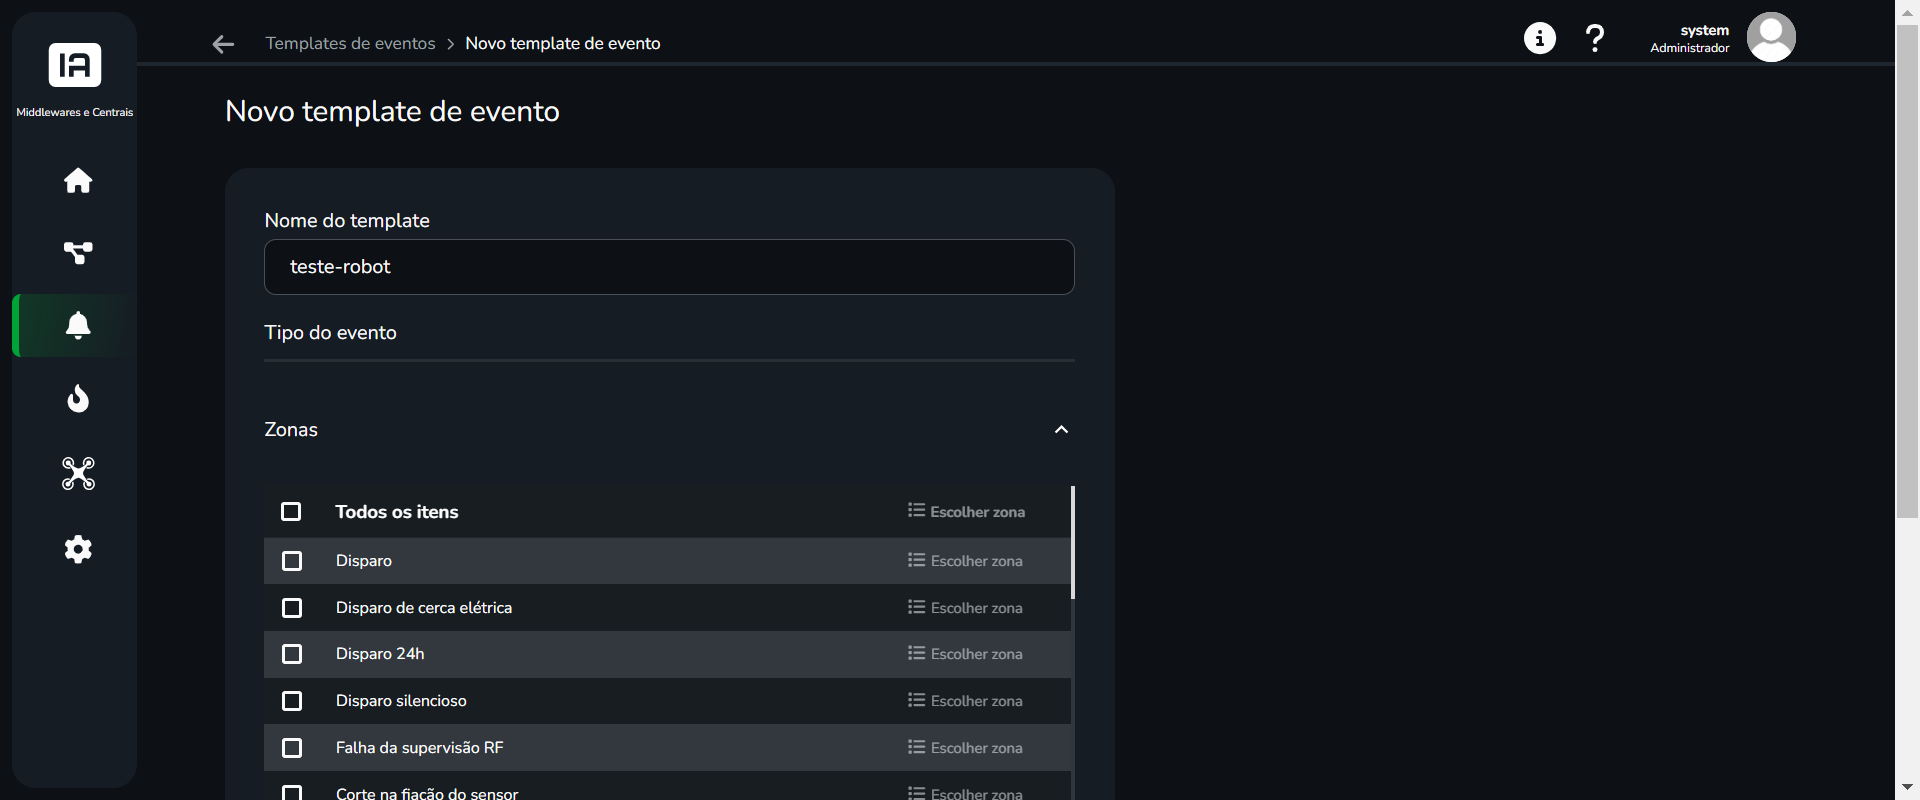 IA
Middlewares e Centrais
Templates de eventos > Novo template de evento
system
Administrador
Novo template de evento
Nome do template
teste-robot
Tipo do evento
Zonas
Todos os itens Escolher zona
Disparo Escolher zona
Disparo de cerca elétrica Escolher zona
Disparo 24h Escolher zona
Disparo silencioso Escolher zona
Falha da supervisão RF Escolher zona
Corte na fiação do sensor Escolher zona